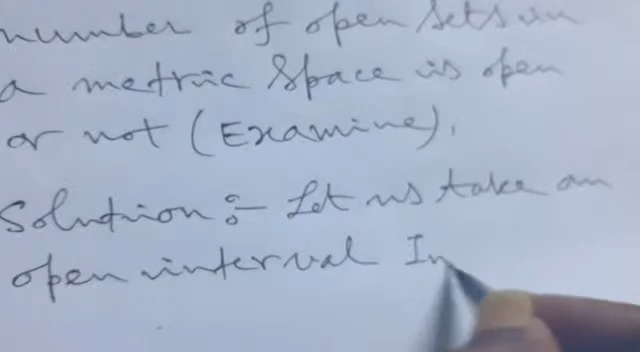 number of open sets in
a metric space is open
or not (Examine).
Solution :- Let us take an
open interval In